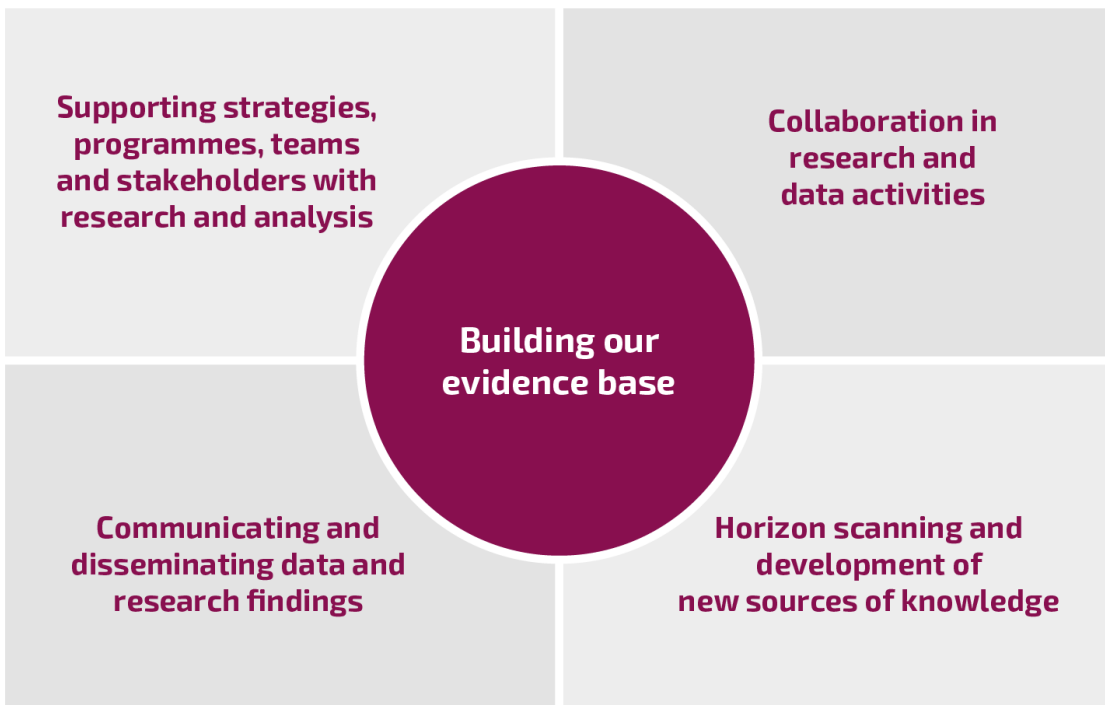 Supporting strategies,
programmes, teams
and stakeholders with
research and analysis
Collaboration in
research and
data activities
Building our
evidence base
Communicating and
disseminating data and
research findings
Horizon scanning and
development of
new sources of knowledge